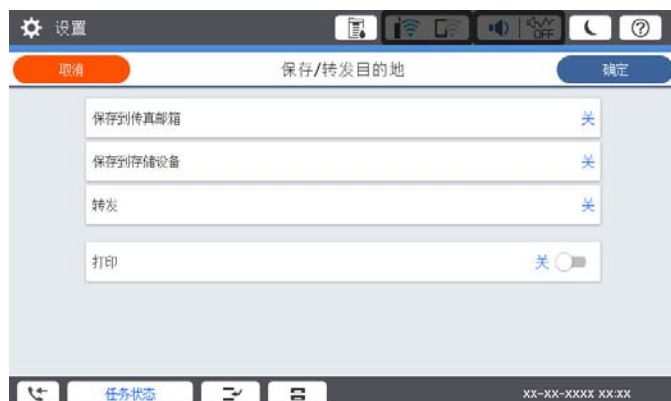 设置
OFF
取消
保存/转发目的地
确定
保存到传真邮箱
关
保存到存储设备
关
转发
关
打印
关
任务状态
XX-XX-XXXX XX:XX